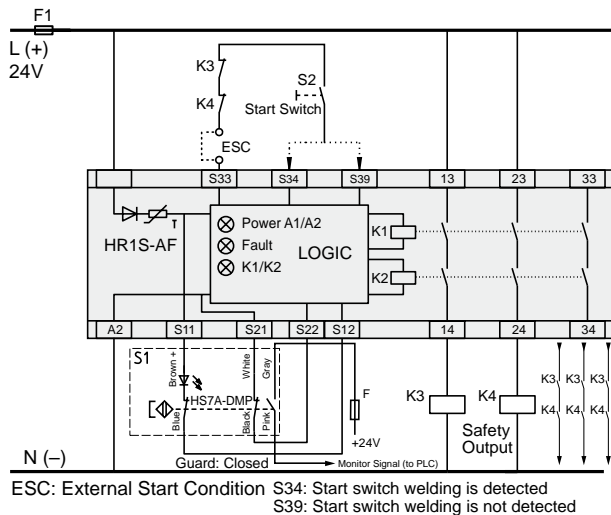 F1
L (+)
24V
K3
K4
S2
Start Switch
ESC
S33 S34 S39 13 23 33
Power A1/A2
Fault
K1/K2
LOGIC
HR1S-AF
K1
K2
A2 S11 S21 S22 S12 14 24 34
S1
Brown +
White
Gray
HS7A-DMP
Blue
Black
Pink
F
+24V
K3
K4
K3 K3 K3
K4 K4 K4
Safety
Output
N (–)
Guard: Closed
Monitor Signal (to PLC)
ESC: External Start Condition S34: Start switch welding is detected
S39: Start switch welding is not detected